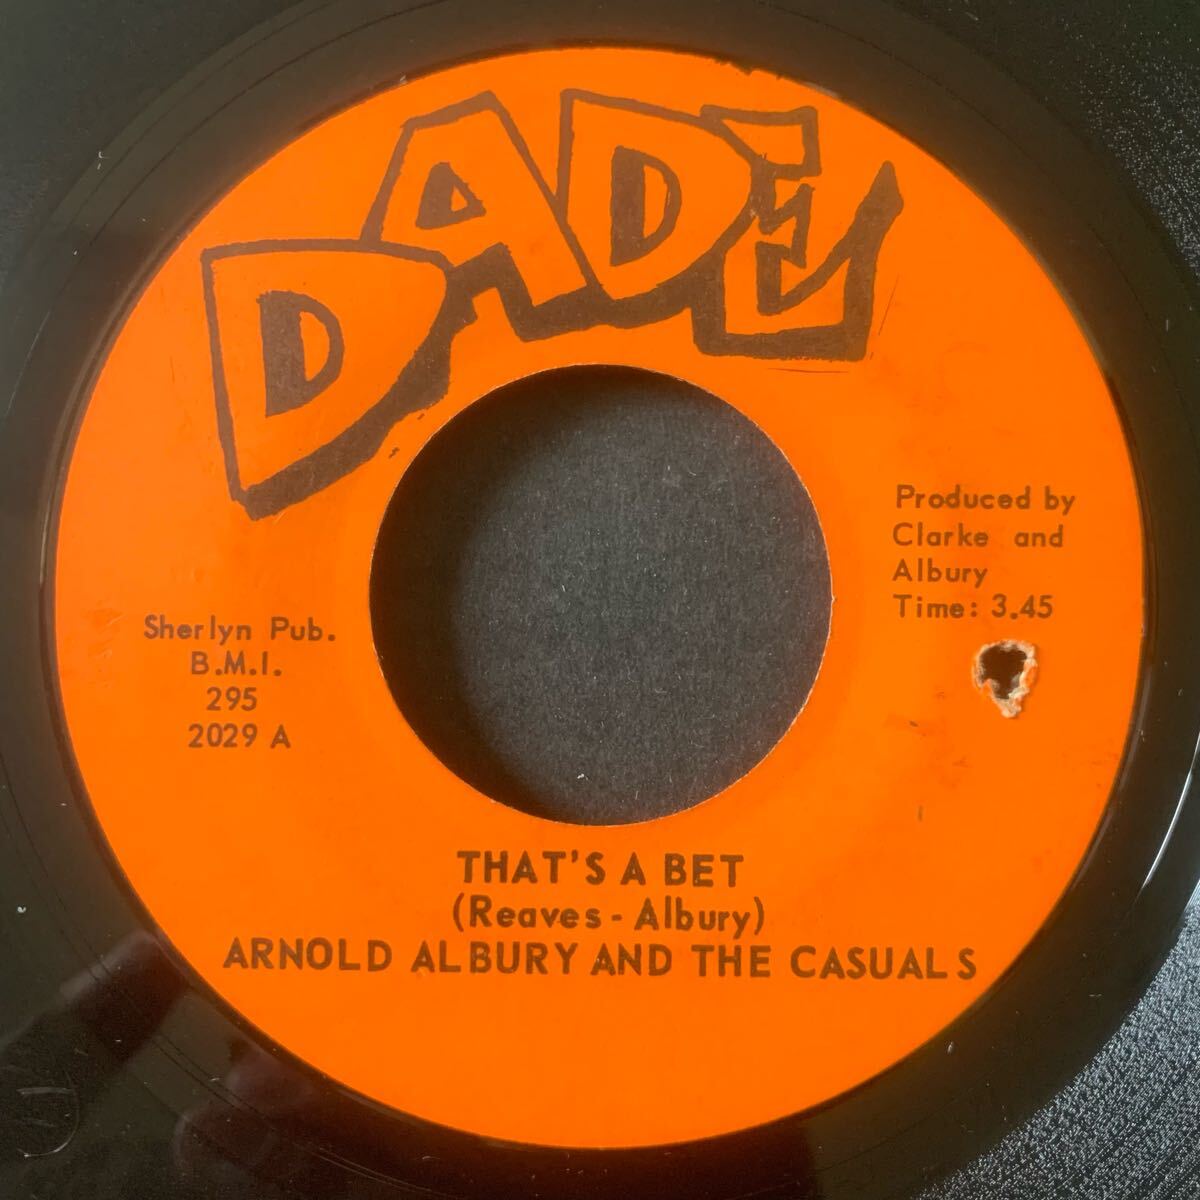 DADE
Produced by
Clarke and
Albury
Time: 3.45
Sherlyn Pub.
B.M.I.
295
2029 A
THAT'S A BET
(Reaves - Albury)
ARNOLD ALBURY AND THE CASUALS